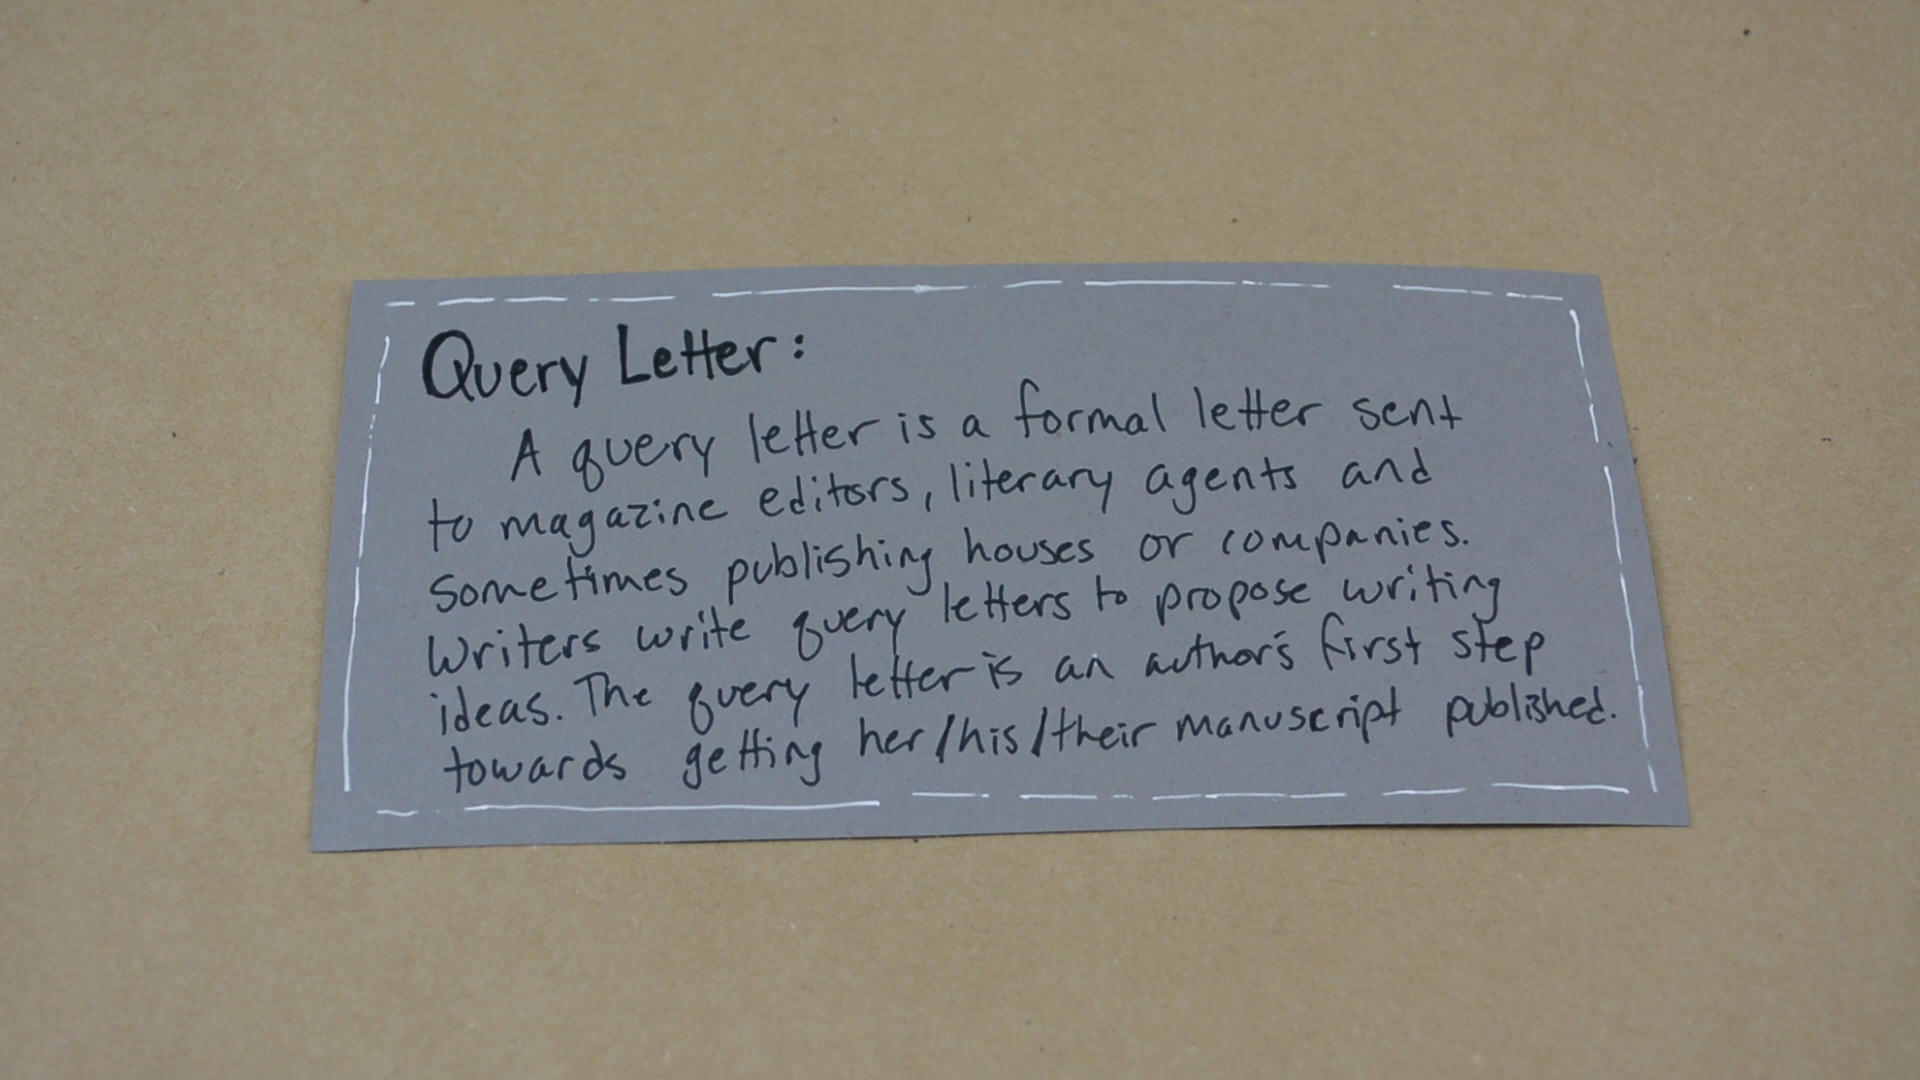 Query Letter:
A query letter is a formal letter sent
to magazine editors, literary agents and
sometimes publishing houses or companies.
Writers write query letters to propose writing
ideas. The query letter is an author's first step
towards getting her/his/their manuscript published.